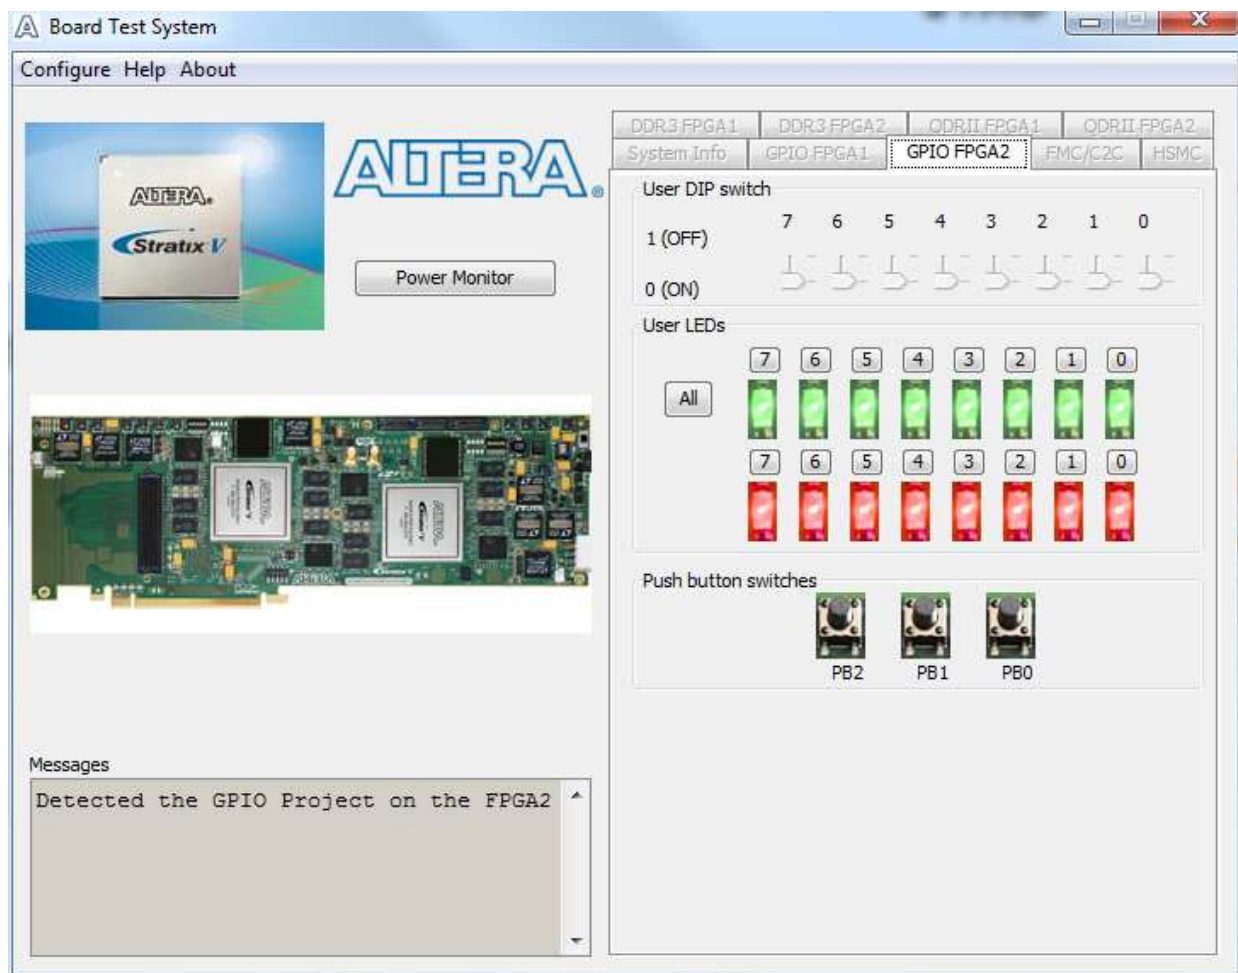 Board Test System
Configure Help About
ALTERA®
ALTERA®
Stratix V
Power Monitor
DDR3 FPGA1 DDR3 FPGA2 QDRII FPGA1 QDRII FPGA2
System Info GPIO FPGA1 GPIO FPGA2 FMC/C2C HSMC
User DIP switch
7 6 5 4 3 2 1 0
1 (OFF)
0 (ON)
User LEDs
7 6 5 4 3 2 1 0
All
7 6 5 4 3 2 1 0
Push button switches
PB2 PB1 PB0
Messages
Detected the GPIO Project on the FPGA2